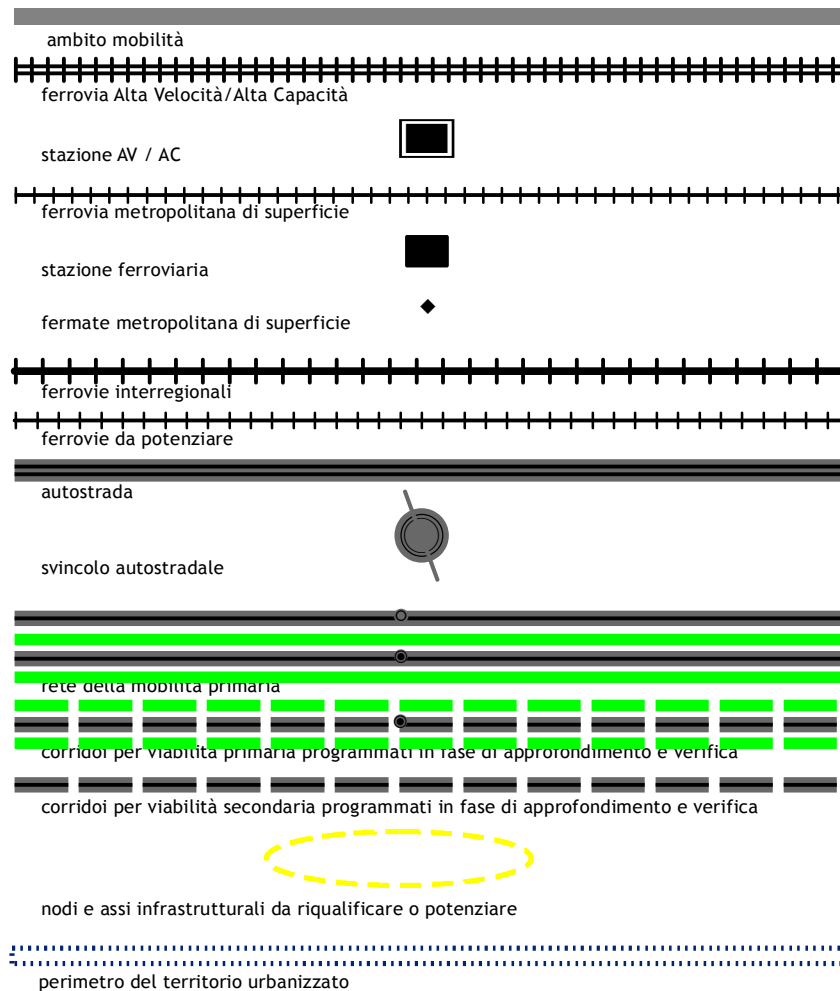 ambito mobilità
ferrovia Alta Velocità/Alta Capacità
stazione AV / AC
ferrovia metropolitana di superficie
stazione ferroviaria
fermate metropolitana di superficie
ferrovie interregionali
ferrovie da potenziare
autostrada
svincolo autostradale
rete della mobilità primaria
corridoi per viabilità primaria programmati in fase di approfondimento e verifica
corridoi per viabilità secondaria programmati in fase di approfondimento e verifica
nodi e assi infrastrutturali da riqualificare o potenziare
perimetro del territorio urbanizzato